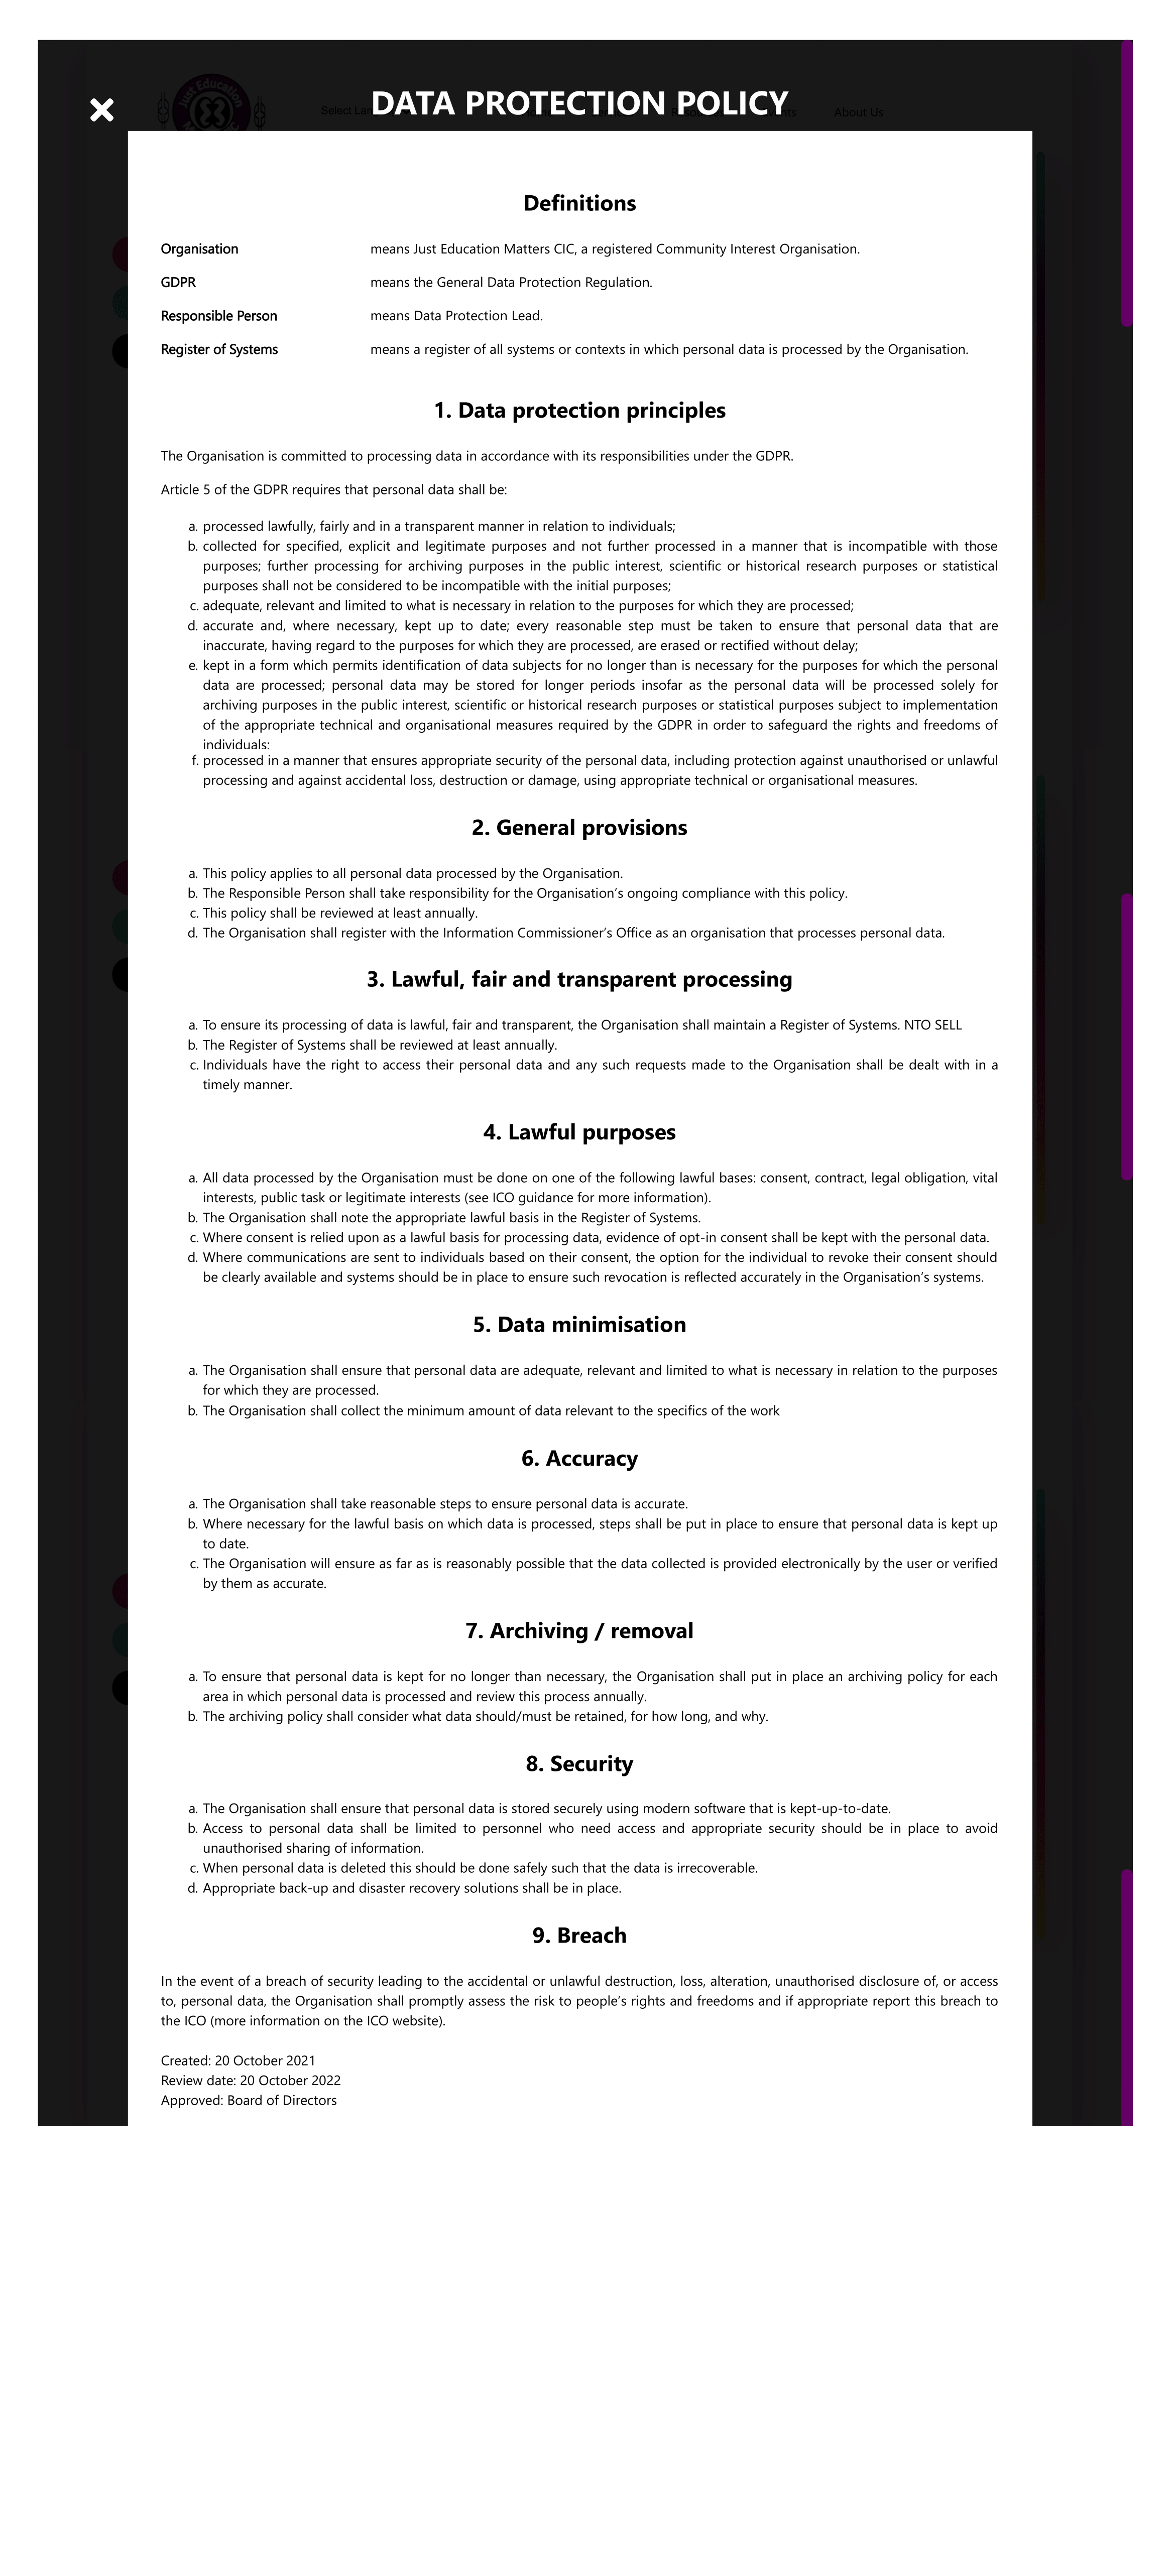 Just Education
DATA PROTECTION POLICY
About Us
Definitions
Organisation means Just Education Matters CIC, a registered Community Interest Organisation.
GDPR means the General Data Protection Regulation.
Responsible Person means Data Protection Lead.
Register of Systems means a register of all systems or contexts in which personal data is processed by the Organisation.
1. Data protection principles
The Organisation is committed to processing data in accordance with its responsibilities under the GDPR.
Article 5 of the GDPR requires that personal data shall be:
a. processed lawfully, fairly and in a transparent manner in relation to individuals;
b. collected for specified, explicit and legitimate purposes and not further processed in a manner that is incompatible with those
purposes; further processing for archiving purposes in the public interest, scientific or historical research purposes or statistical
purposes shall not be considered to be incompatible with the initial purposes;
c. adequate, relevant and limited to what is necessary in relation to the purposes for which they are processed;
d. accurate and, where necessary, kept up to date; every reasonable step must be taken to ensure that personal data that are
inaccurate, having regard to the purposes for which they are processed, are erased or rectified without delay;
e. kept in a form which permits identification of data subjects for no longer than is necessary for the purposes for which the personal
data are processed; personal data may be stored for longer periods insofar as the personal data will be processed solely for
archiving purposes in the public interest, scientific or historical research purposes or statistical purposes subject to implementation
of the appropriate technical and organisational measures required by the GDPR in order to safeguard the rights and freedoms of
individuals;
f. processed in a manner that ensures appropriate security of the personal data, including protection against unauthorised or unlawful
processing and against accidental loss, destruction or damage, using appropriate technical or organisational measures.
2. General provisions
a. This policy applies to all personal data processed by the Organisation.
b. The Responsible Person shall take responsibility for the Organisation’s ongoing compliance with this policy.
c. This policy shall be reviewed at least annually.
d. The Organisation shall register with the Information Commissioner’s Office as an organisation that processes personal data.
3. Lawful, fair and transparent processing
a. To ensure its processing of data is lawful, fair and transparent, the Organisation shall maintain a Register of Systems. NTO SELL
b. The Register of Systems shall be reviewed at least annually.
c. Individuals have the right to access their personal data and any such requests made to the Organisation shall be dealt with in a
timely manner.
4. Lawful purposes
a. All data processed by the Organisation must be done on one of the following lawful bases: consent, contract, legal obligation, vital
interests, public task or legitimate interests (see ICO guidance for more information).
b. The Organisation shall note the appropriate lawful basis in the Register of Systems.
c. Where consent is relied upon as a lawful basis for processing data, evidence of opt-in consent shall be kept with the personal data.
d. Where communications are sent to individuals based on their consent, the option for the individual to revoke their consent should
be clearly available and systems should be in place to ensure such revocation is reflected accurately in the Organisation’s systems.
5. Data minimisation
a. The Organisation shall ensure that personal data are adequate, relevant and limited to what is necessary in relation to the purposes
for which they are processed.
b. The Organisation shall collect the minimum amount of data relevant to the specifics of the work
6. Accuracy
a. The Organisation shall take reasonable steps to ensure personal data is accurate.
b. Where necessary for the lawful basis on which data is processed, steps shall be put in place to ensure that personal data is kept up
to date.
c. The Organisation will ensure as far as is reasonably possible that the data collected is provided electronically by the user or verified
by them as accurate.
7. Archiving / removal
a. To ensure that personal data is kept for no longer than necessary, the Organisation shall put in place an archiving policy for each
area in which personal data is processed and review this process annually.
b. The archiving policy shall consider what data should/must be retained, for how long, and why.
8. Security
a. The Organisation shall ensure that personal data is stored securely using modern software that is kept-up-to-date.
b. Access to personal data shall be limited to personnel who need access and appropriate security should be in place to avoid
unauthorised sharing of information.
c. When personal data is deleted this should be done safely such that the data is irrecoverable.
d. Appropriate back-up and disaster recovery solutions shall be in place.
9. Breach
In the event of a breach of security leading to the accidental or unlawful destruction, loss, alteration, unauthorised disclosure of, or access
to, personal data, the Organisation shall promptly assess the risk to people’s rights and freedoms and if appropriate report this breach to
the ICO (more information on the ICO website).
Created: 20 October 2021
Review date: 20 October 2022
Approved: Board of Directors